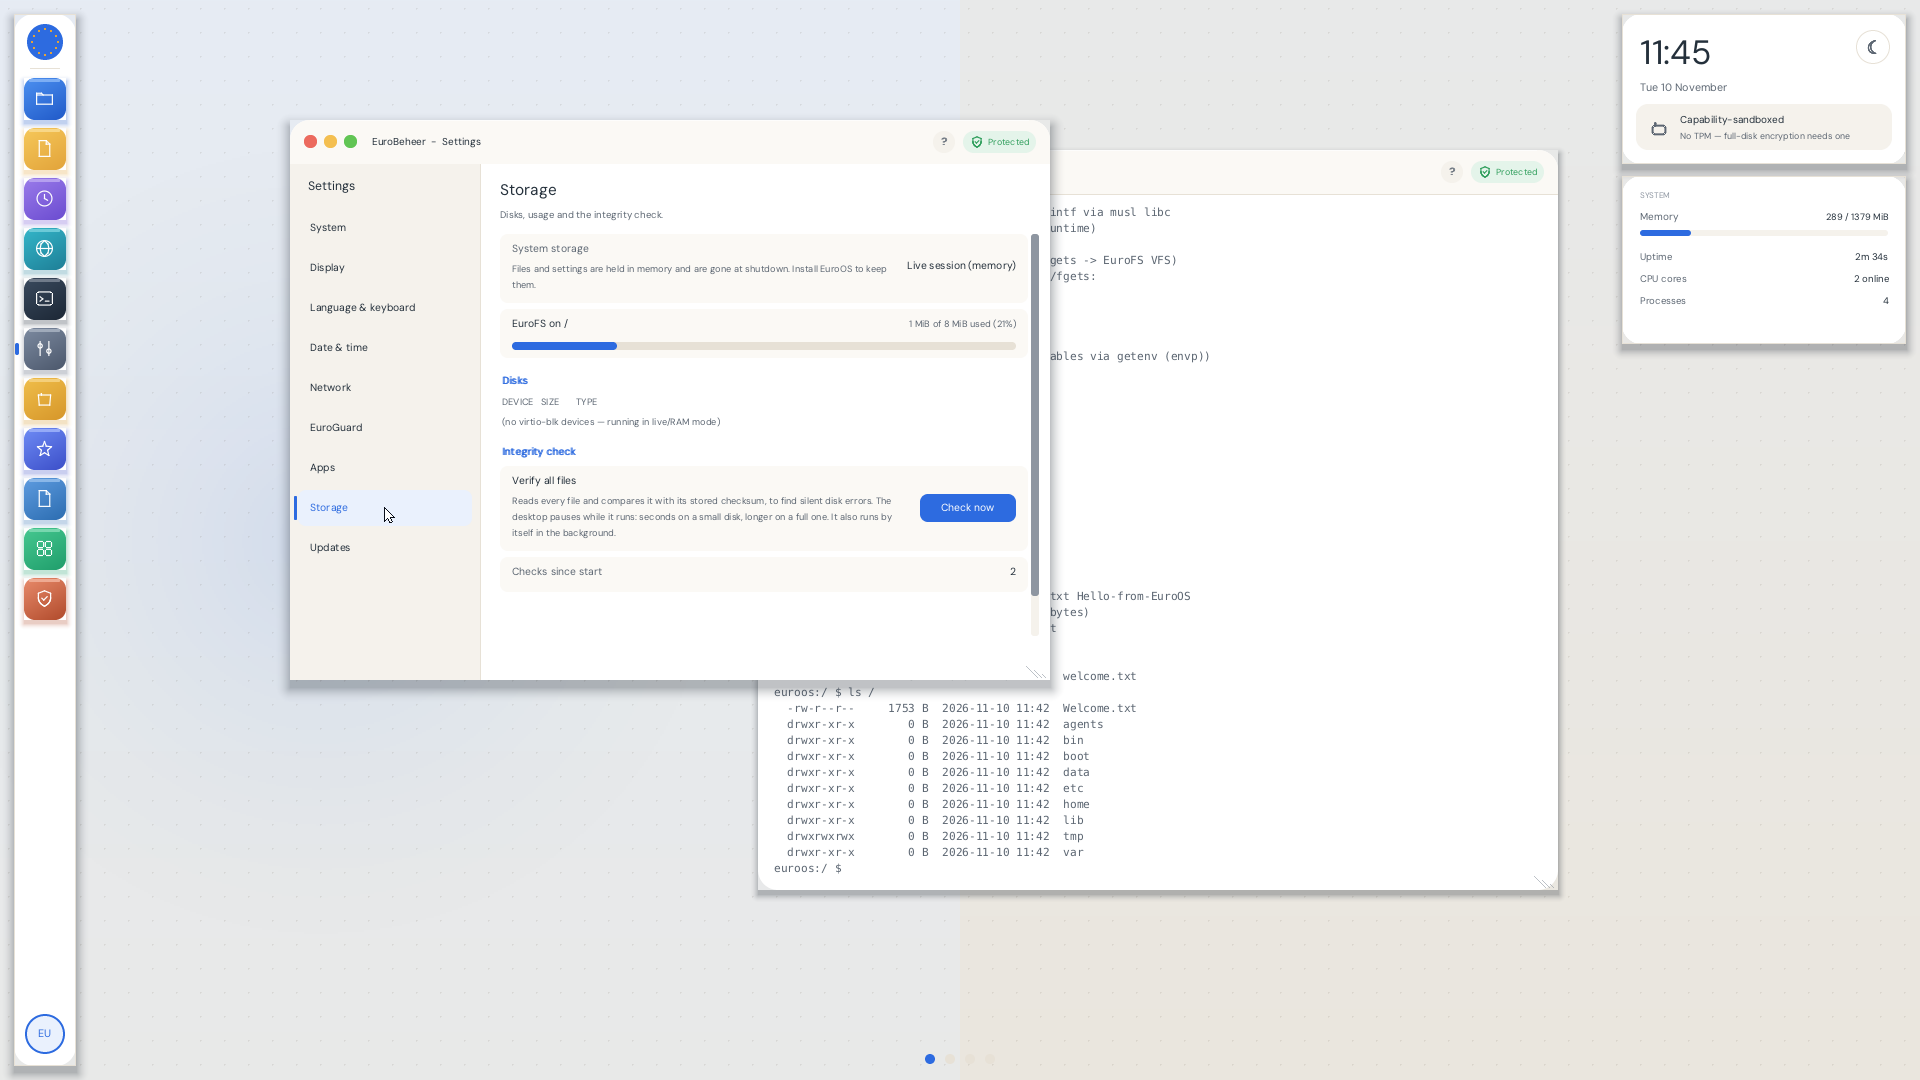 EuroBeheer - Settings
?
Protected
Settings
System
Display
Language & keyboard
Date & time
Network
EuroGuard
Apps
Storage
Updates
Storage
Disks, usage and the integrity check.
System storage
Files and settings are held in memory and are gone at shutdown. Install EuroOS to keep
them.
Live session (memory)
EuroFS on /
1 MiB of 8 MiB used (21%)
Disks
DEVICE SIZE TYPE
(no virtio-blk devices — running in live/RAM mode)
Integrity check
Verify all files
Reads every file and compares it with its stored checksum, to find silent disk errors. The
desktop pauses while it runs: seconds on a small disk, longer on a full one. It also runs by
itself in the background.
Check now
Checks since start
2
?
Protected
intf via musl libc
untime)
gets -> EuroFS VFS)
/fgets:
ables via getenv (envp))
txt Hello-from-EuroOS
bytes)
t
welcome.txt
euroos:/ $ ls /
-rw-r--r-- 1753 B 2026-11-10 11:42 Welcome.txt
drwxr-xr-x 0 B 2026-11-10 11:42 agents
drwxr-xr-x 0 B 2026-11-10 11:42 bin
drwxr-xr-x 0 B 2026-11-10 11:42 boot
drwxr-xr-x 0 B 2026-11-10 11:42 data
drwxr-xr-x 0 B 2026-11-10 11:42 etc
drwxr-xr-x 0 B 2026-11-10 11:42 home
drwxr-xr-x 0 B 2026-11-10 11:42 lib
drwxrwxrwx 0 B 2026-11-10 11:42 tmp
drwxr-xr-x 0 B 2026-11-10 11:42 var
euroos:/ $
11:45
Tue 10 November
Capability-sandboxed
No TPM — full-disk encryption needs one
SYSTEM
Memory 289 / 1379 MiB
Uptime 2m 34s
CPU cores 2 online
Processes 4
EU